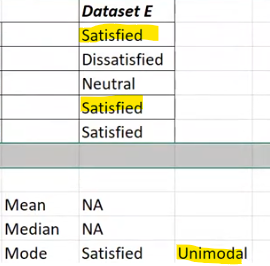 Dataset E
Satisfied
Dissatisfied
Neutral
Satisfied
Satisfied
Mean NA
Median NA
Mode Satisfied Unimodal